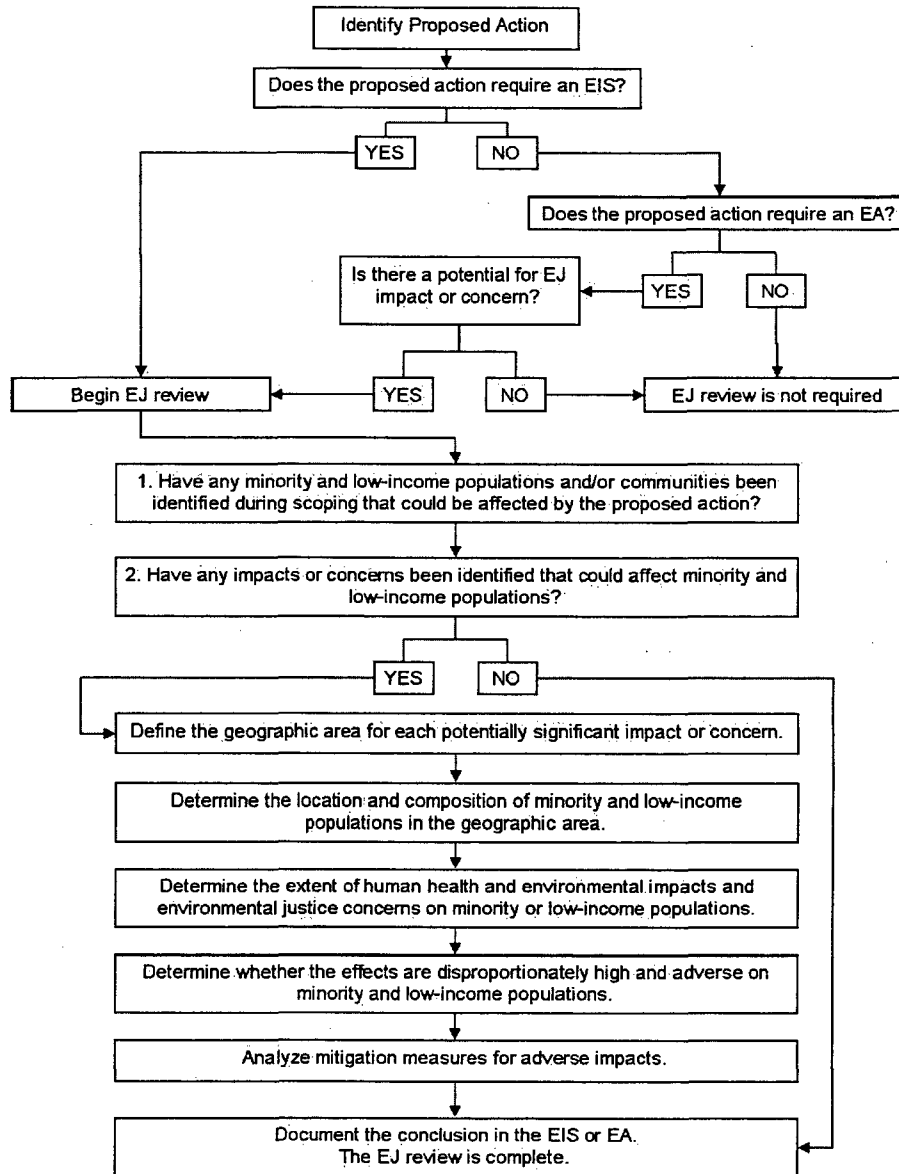 Identify Proposed Action
Does the proposed action require an EIS?
YES
NO
Does the proposed action require an EA?
Is there a potential for EJ
impact or concern?
YES
NO
Begin EJ review
YES
NO
EJ review is not required
1. Have any minority and low-income populations and/or communities been
identified during scoping that could be affected by the proposed action?
2. Have any impacts or concerns been identified that could affect minority and
low-income populations?
YES
NO
Define the geographic area for each potentially significant impact or concern.
Determine the location and composition of minority and low-income
populations in the geographic area.
Determine the extent of human health and environmental impacts and
environmental justice concerns on minority or low-income populations.
Determine whether the effects are disproportionately high and adverse on
minority and low-income populations.
Analyze mitigation measures for adverse impacts.
Document the conclusion in the EIS or EA.
The EJ review is complete.